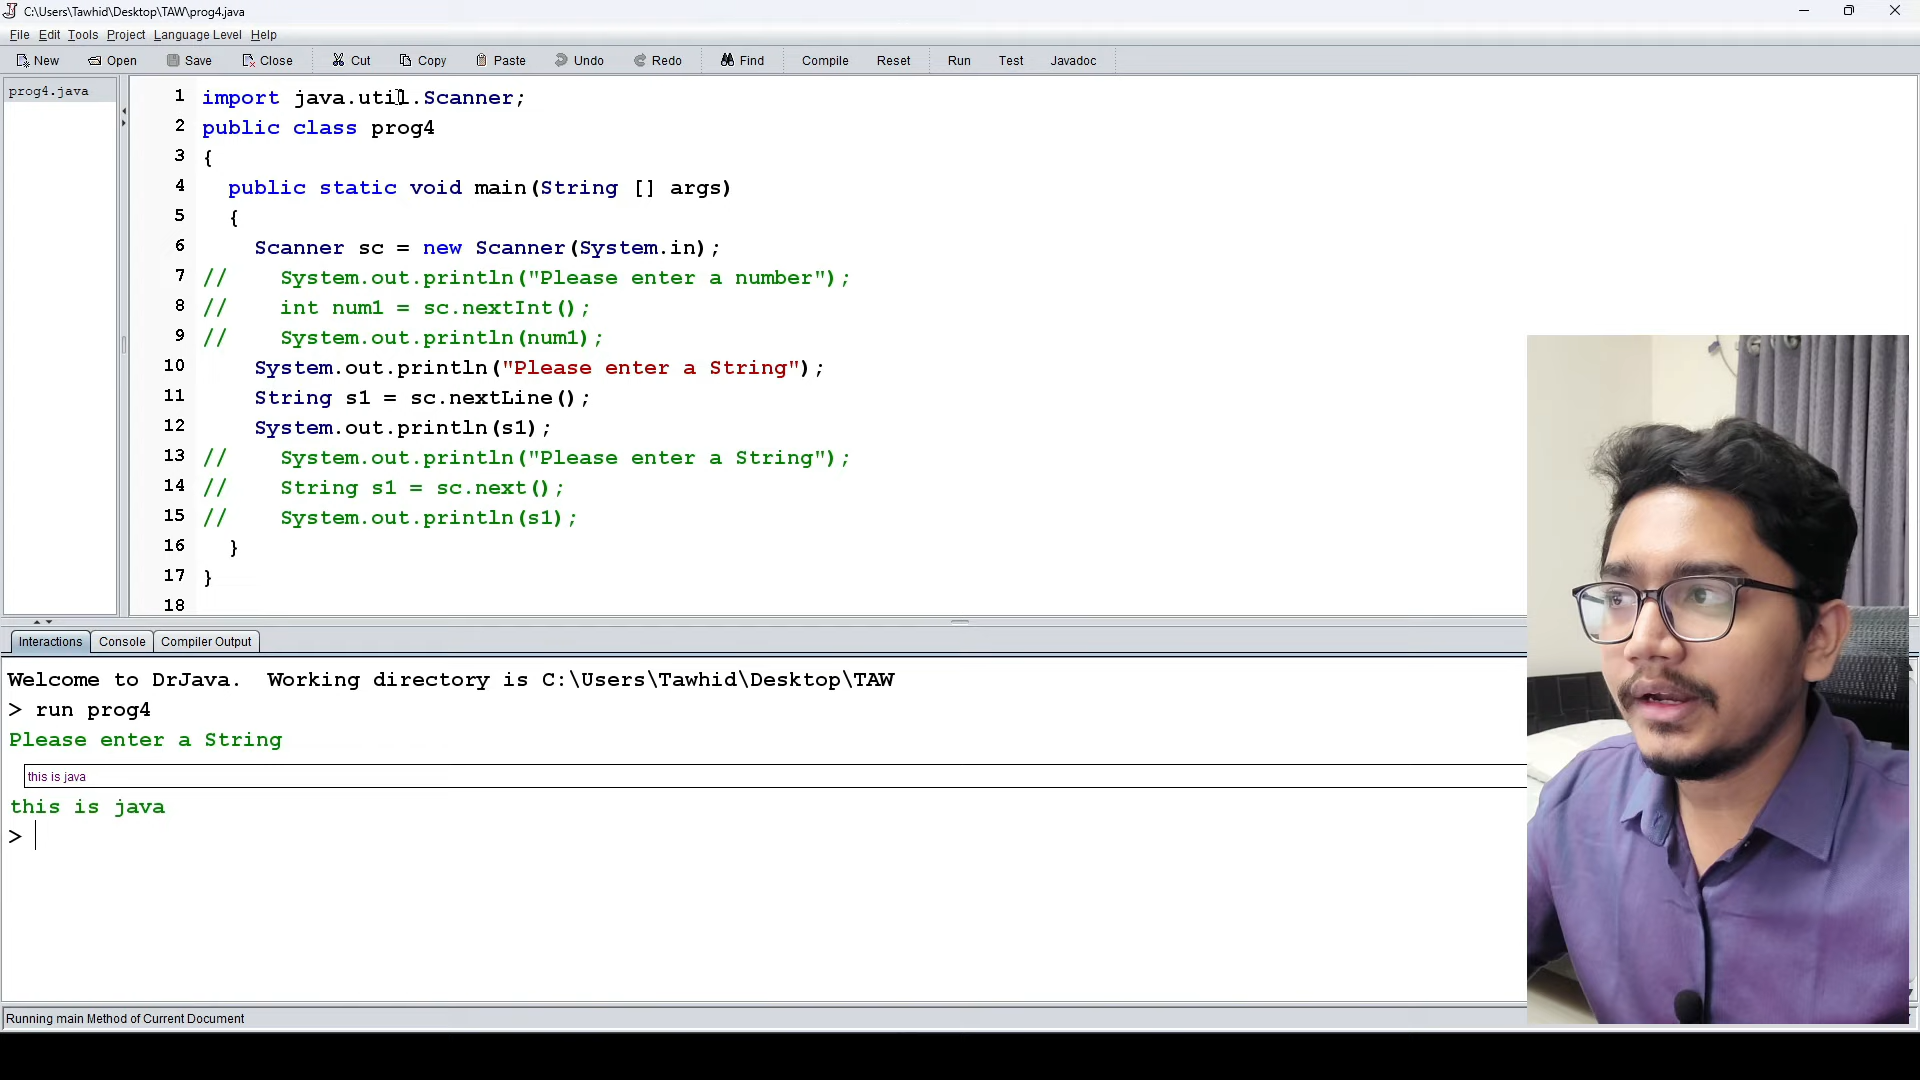 C:\Users\Tawhid\Desktop\TAW\prog4.java
File Edit Tools Project Language Level Help
New Open Save Close Cut Copy Paste Undo Redo Find Compile Reset Run Test Javadoc
prog4.java
1 import java.util.Scanner;
2 public class prog4
3 {
4 public static void main(String [] args)
5 {
6 Scanner sc = new Scanner(System.in);
7 // System.out.println("Please enter a number");
8 // int num1 = sc.nextInt();
9 // System.out.println(num1);
10 System.out.println("Please enter a String");
11 String s1 = sc.nextLine();
12 System.out.println(s1);
13 // System.out.println("Please enter a String");
14 // String s1 = sc.next();
15 // System.out.println(s1);
16 }
17 }
18
Interactions Console Compiler Output
Welcome to DrJava. Working directory is C:\Users\Tawhid\Desktop\TAW
> run prog4
Please enter a String
this is java
this is java
>
Running main Method of Current Document